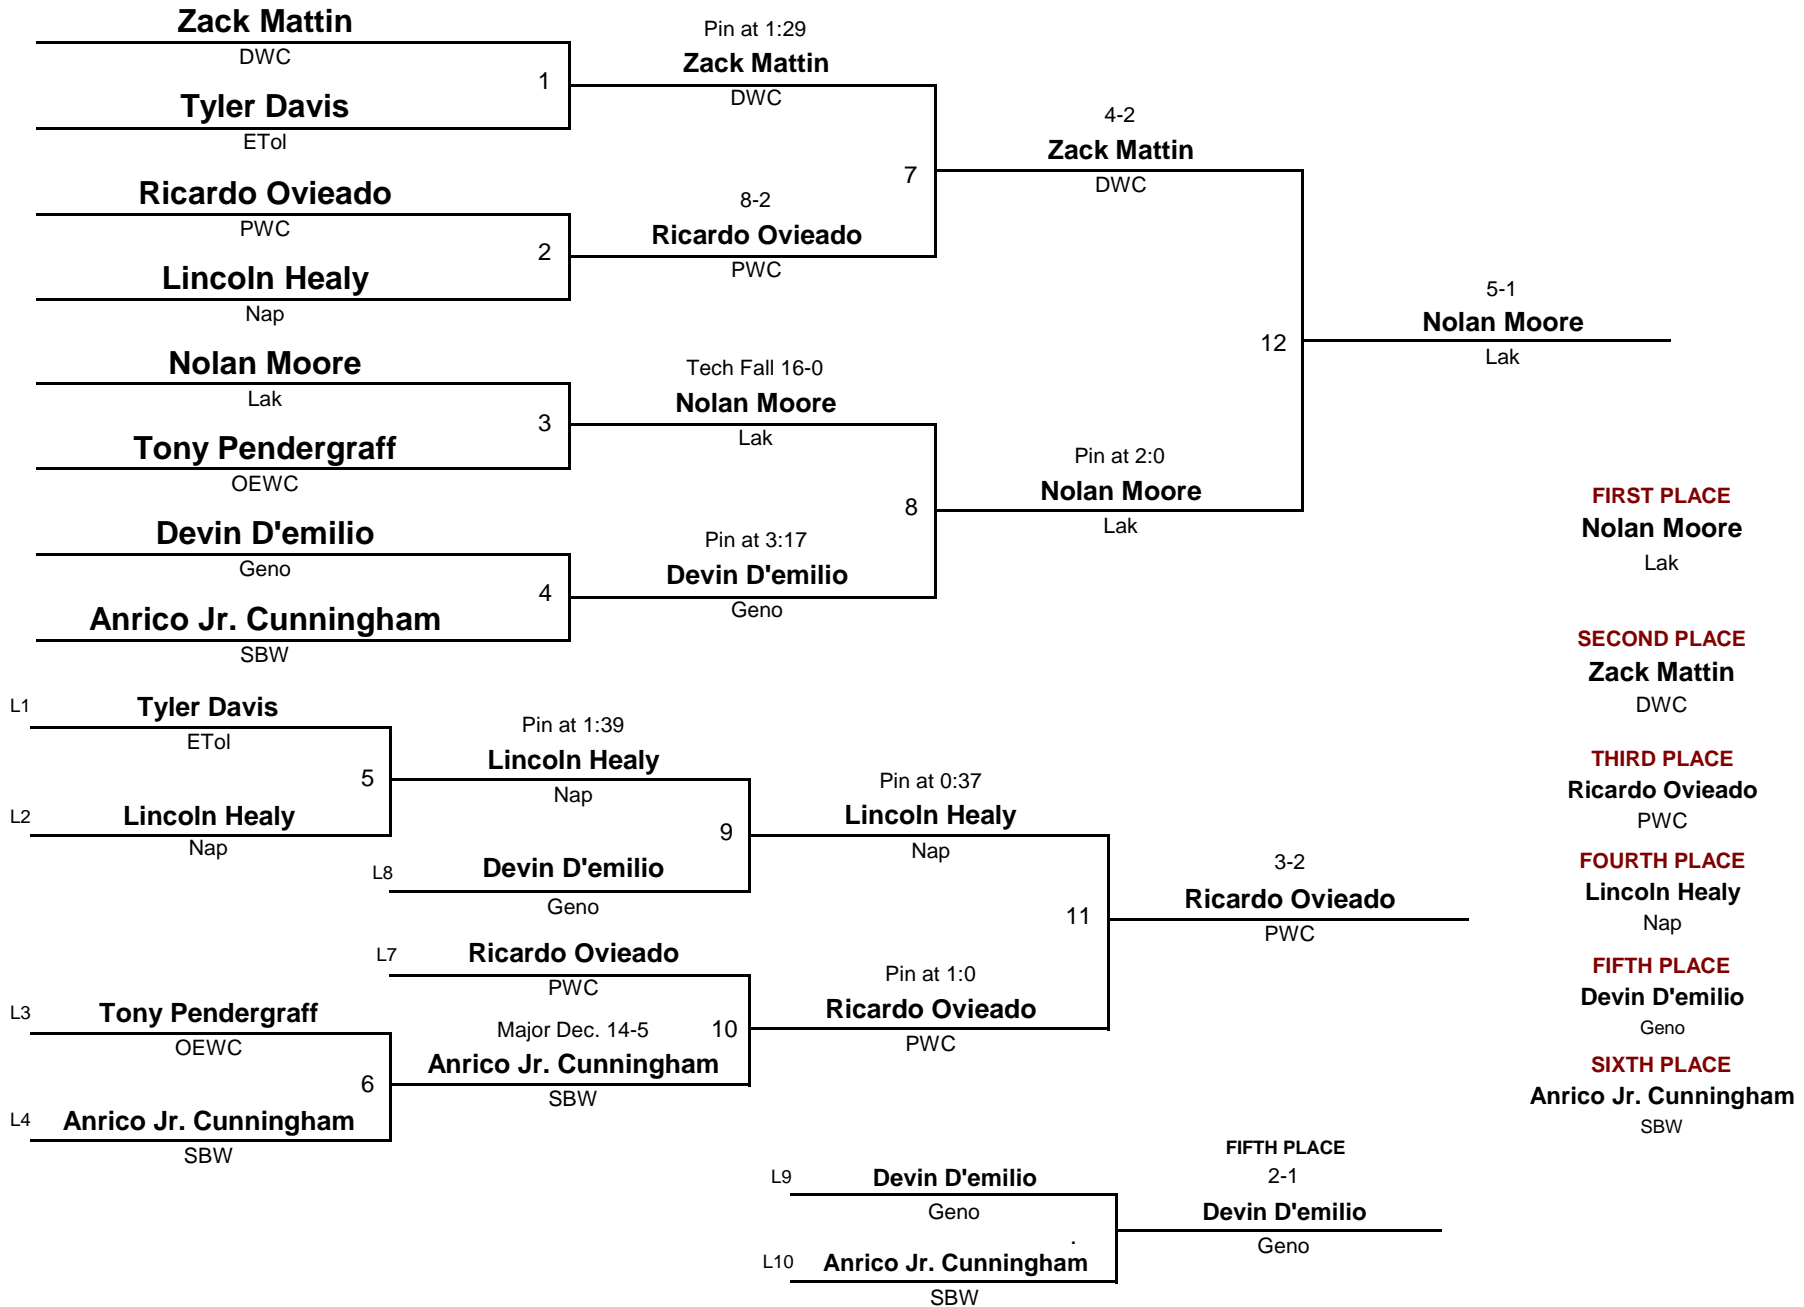 Zack Mattin
DWC
1
Tyler Davis
ETol
Ricardo Ovieado
PWC
2
Lincoln Healy
Nap
Nolan Moore
Lak
3
Tony Pendergraff
OEWC
Devin D'emilio
Geno
4
Anrico Jr. Cunningham
SBW
Pin at 1:29
Zack Mattin
DWC
7
8-2
Ricardo Ovieado
PWC
Tech Fall 16-0
Nolan Moore
Lak
8
Pin at 3:17
Devin D'emilio
Geno
4-2
Zack Mattin
DWC
12
Pin at 2:0
Nolan Moore
Lak
5-1
Nolan Moore
Lak
L1 Tyler Davis
ETol
5
L2 Lincoln Healy
Nap
L3 Tony Pendergraff
OEWC
6
L4 Anrico Jr. Cunningham
SBW
Pin at 1:39
Lincoln Healy
Nap
9
L8 Devin D'emilio
Geno
L7 Ricardo Ovieado
PWC
Major Dec. 14-5
10
Anrico Jr. Cunningham
SBW
Pin at 0:37
Lincoln Healy
Nap
11
Pin at 1:0
Ricardo Ovieado
PWC
3-2
Ricardo Ovieado
PWC
L9 Devin D'emilio
Geno
.
L10 Anrico Jr. Cunningham
SBW
FIFTH PLACE
2-1
Devin D'emilio
Geno
FIRST PLACE
Nolan Moore
Lak
SECOND PLACE
Zack Mattin
DWC
THIRD PLACE
Ricardo Ovieado
PWC
FOURTH PLACE
Lincoln Healy
Nap
FIFTH PLACE
Devin D'emilio
Geno
SIXTH PLACE
Anrico Jr. Cunningham
SBW